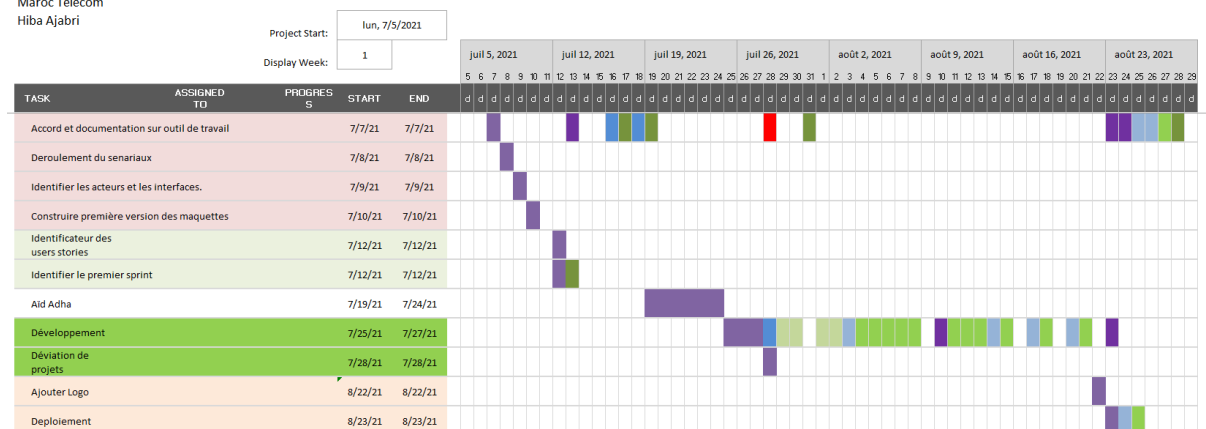 Maroc Telecom
Hiba Ajabri
Project Start: lun, 7/5/2021
Display Week: 1
juil 5, 2021 juil 12, 2021 juil 19, 2021 juil 26, 2021 août 2, 2021 août 9, 2021 août 16, 2021 août 23, 2021
5 6 7 8 9 10 11 12 13 14 15 16 17 18 19 20 21 22 23 24 25 26 27 28 29 30 31 1 2 3 4 5 6 7 8 9 10 11 12 13 14 15 16 17 18 19 20 21 22 23 24 25 26 27 28 29
TASK ASSIGNED TO PROGRES S START END d d d d d d d d d d d d d d d d d d d d d d d d d d d d d d d d d d d d d d d d d d d d d d d d d d d d d d d d
Accord et documentation sur outil de travail 7/7/21 7/7/21
Deroulement du senariaux 7/8/21 7/8/21
Identifier les acteurs et les interfaces. 7/9/21 7/9/21
Construire première version des maquettes 7/10/21 7/10/21
Identificateur des
users stories 7/12/21 7/12/21
Identifier le premier sprint 7/12/21 7/12/21
Aïd Adha 7/19/21 7/24/21
Développement 7/25/21 7/27/21
Déviation de
projets 7/28/21 7/28/21
Ajouter Logo 8/22/21 8/22/21
Deploiement 8/23/21 8/23/21